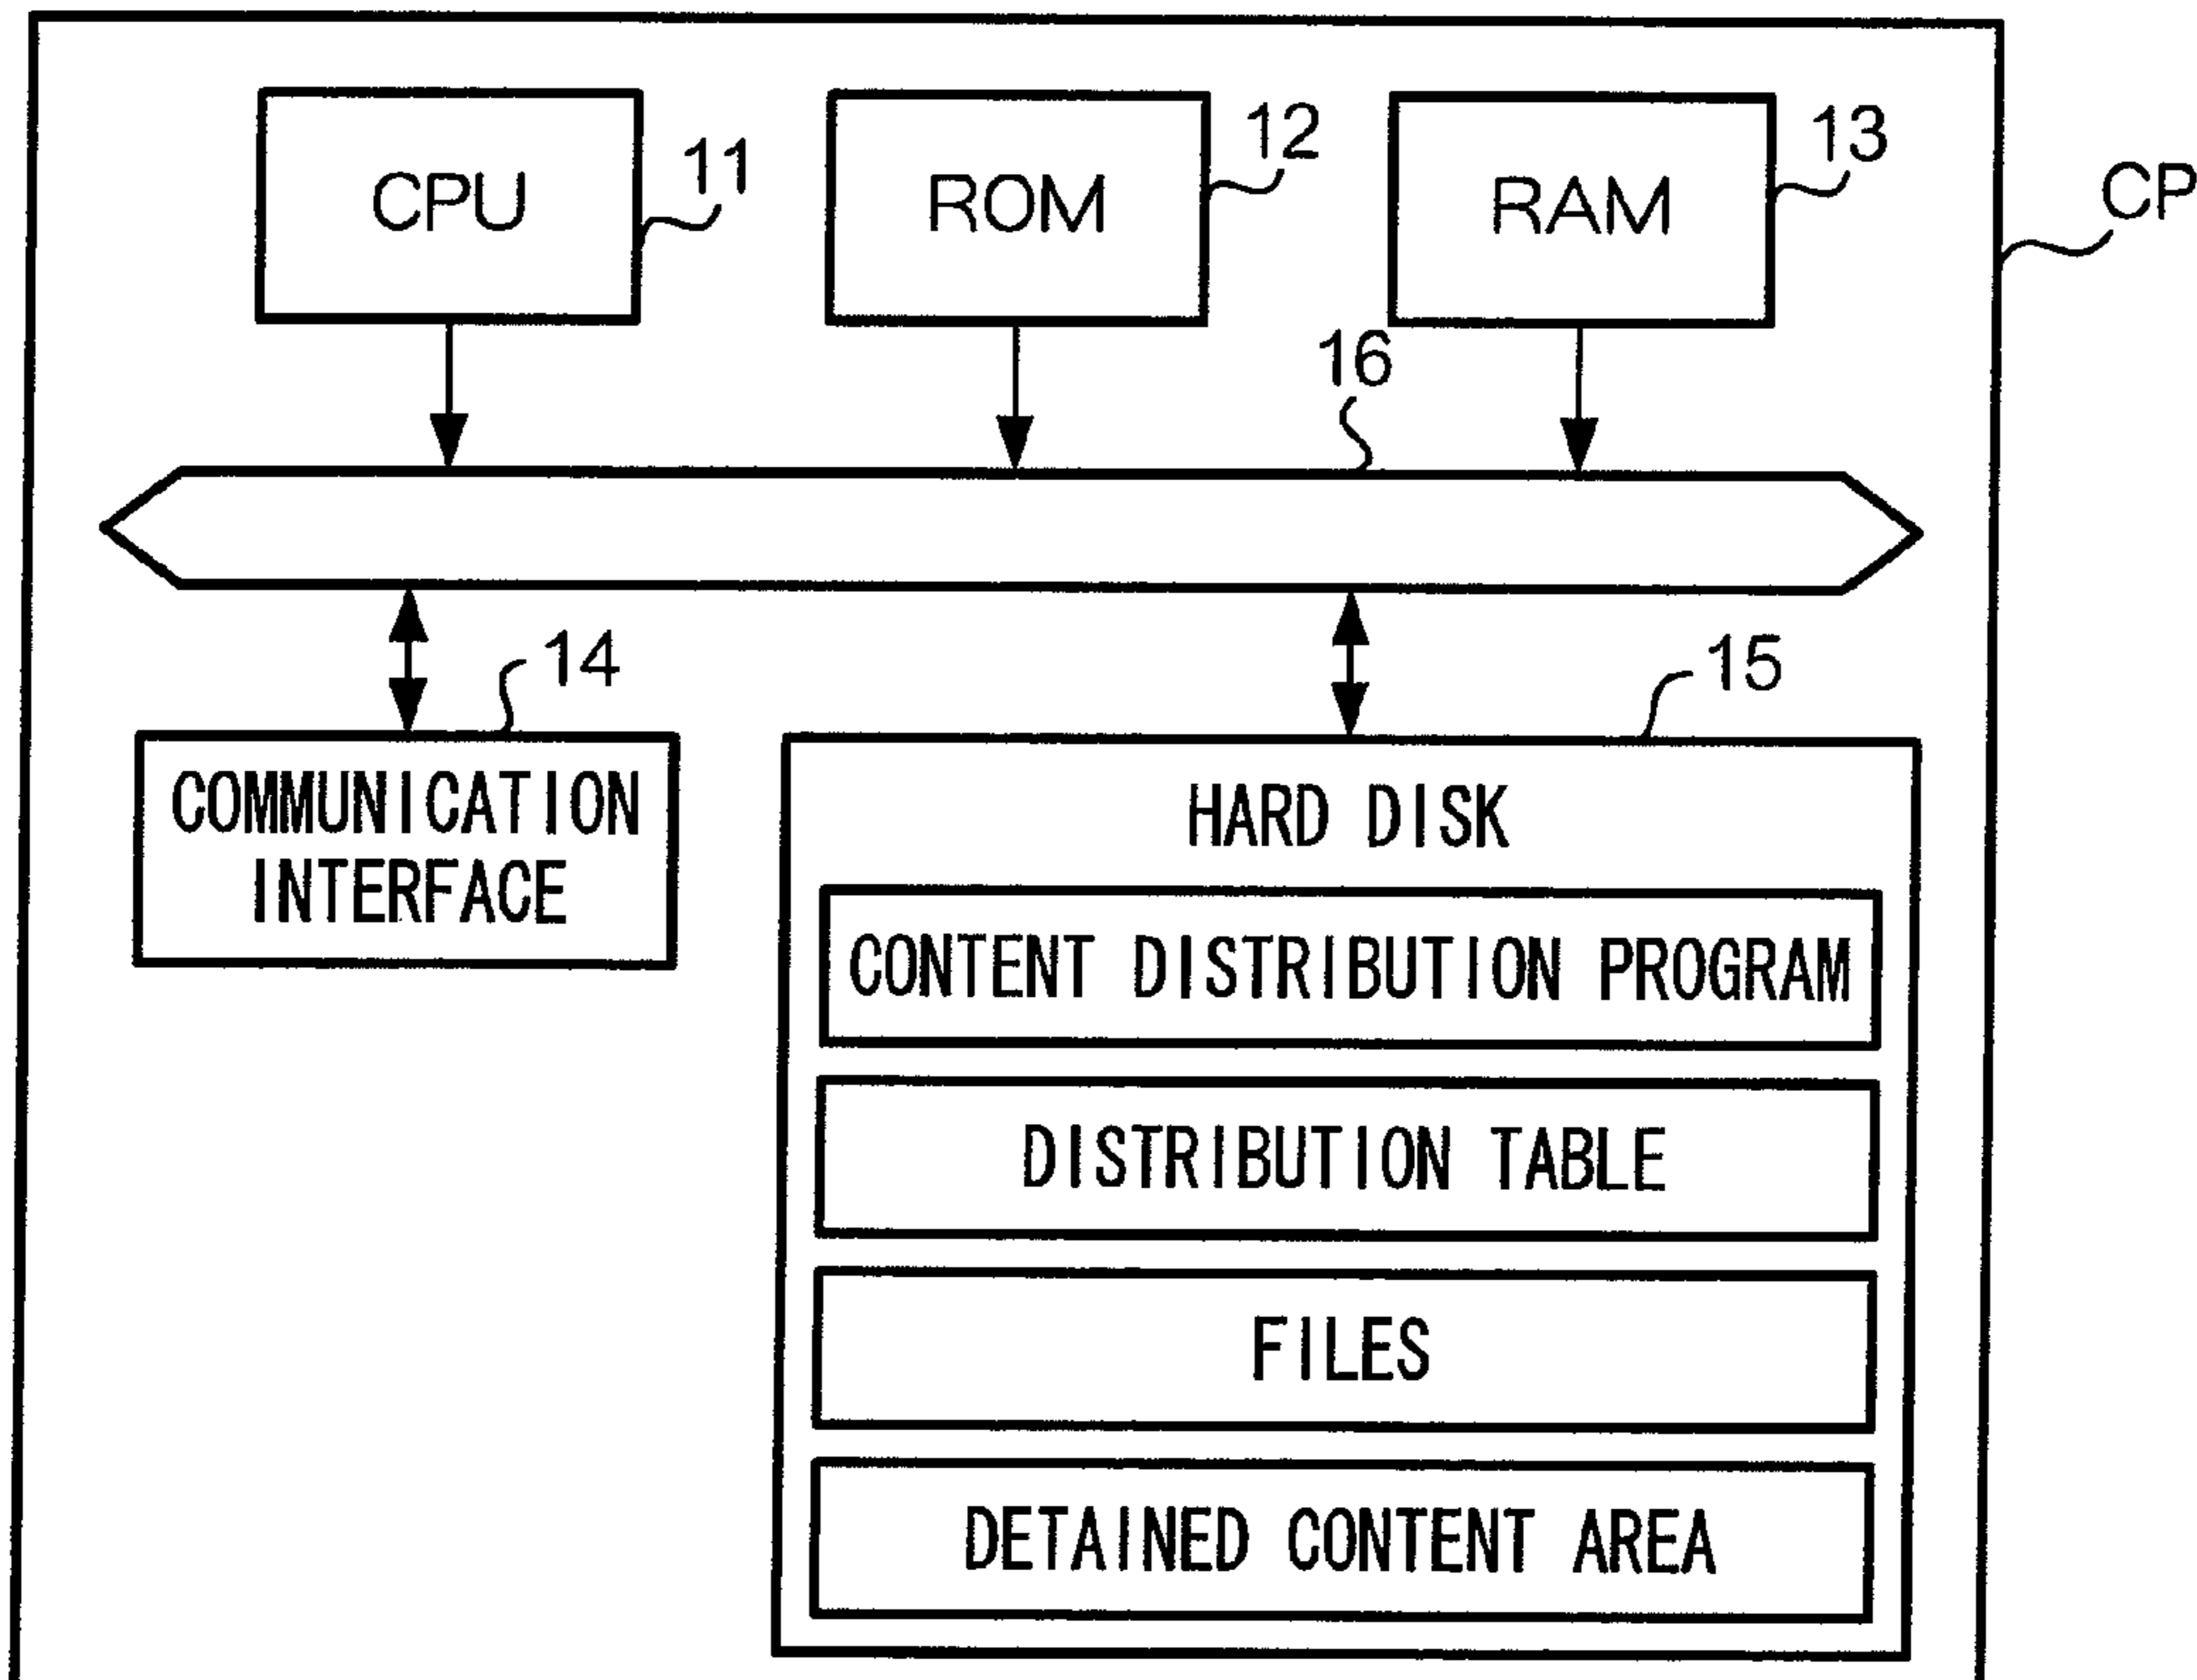 CPU
11
ROM
12
RAM
13
CP
16
14
COMMUNICATION
INTERFACE
15
HARD DISK
CONTENT DISTRIBUTION PROGRAM
DISTRIBUTION TABLE
FILES
DETAINED CONTENT AREA